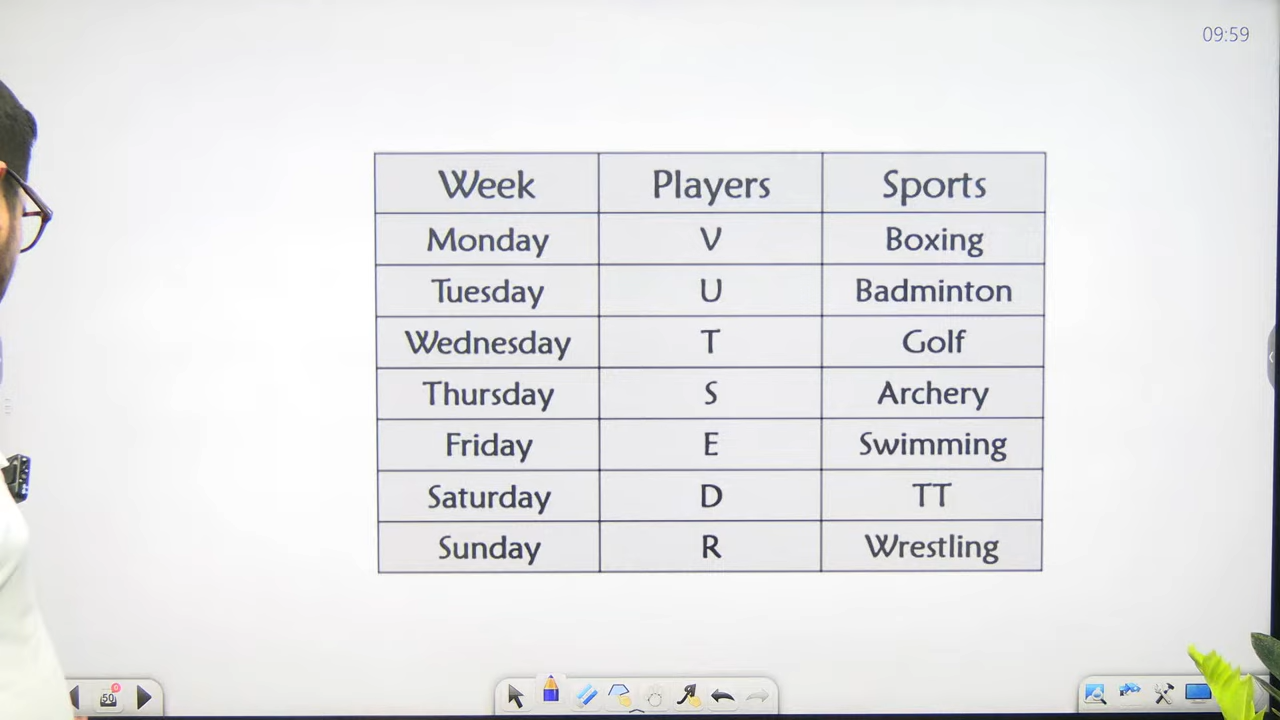 09:59
Week Players Sports
Monday V Boxing
Tuesday U Badminton
Wednesday T Golf
Thursday S Archery
Friday E Swimming
Saturday D TT
Sunday R Wrestling
50